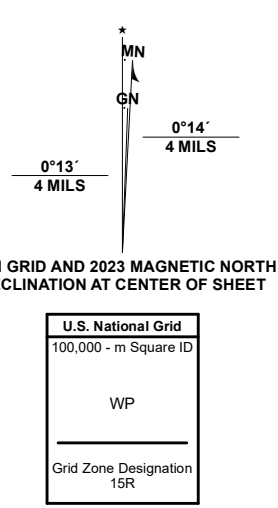 ★
MN
GN
0°14´
4 MILS
0°13´
4 MILS
GRID AND 2023 MAGNETIC NORTH
CLINATION AT CENTER OF SHEET
U.S. National Grid
100,000 - m Square ID
WP
Grid Zone Designation
15R